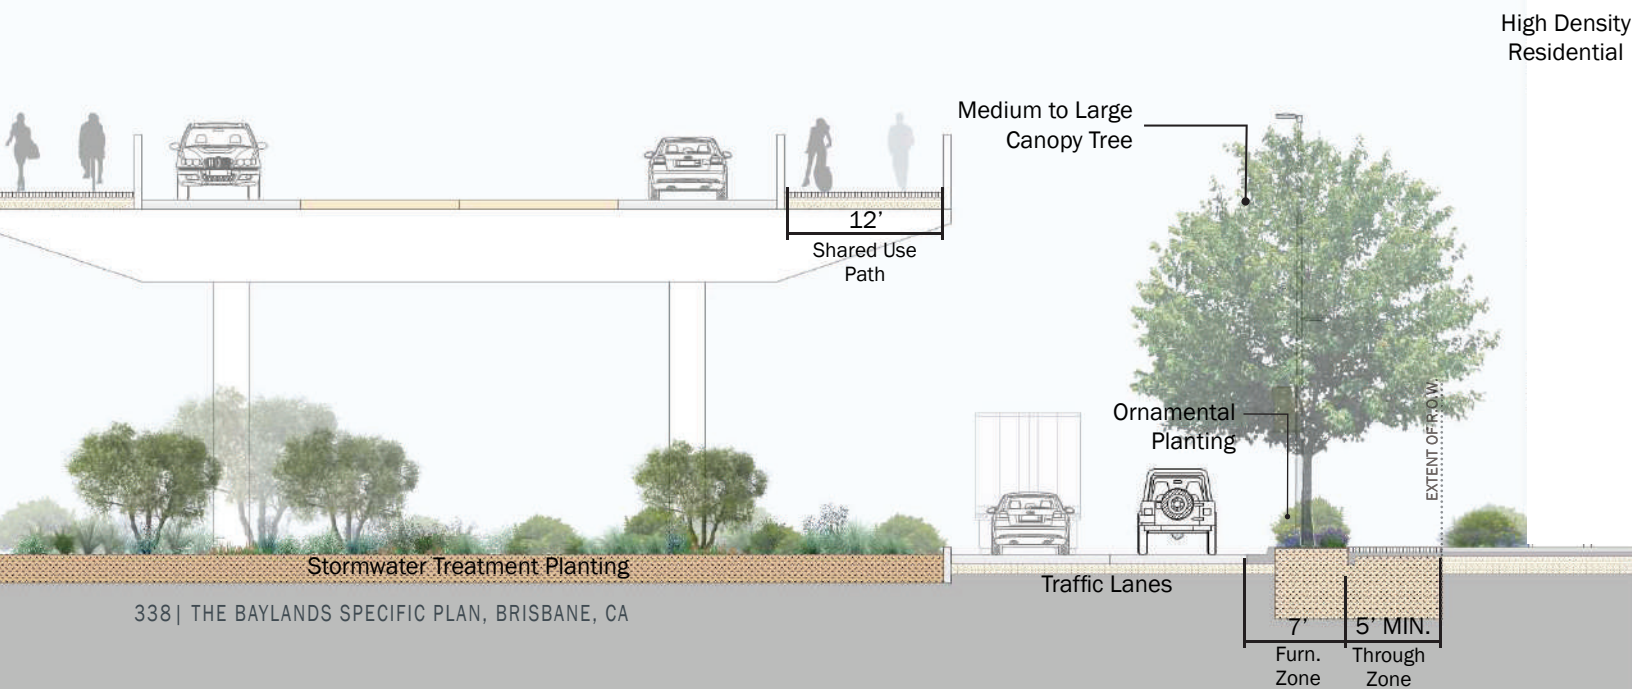 High Density
Residential
Medium to Large
Canopy Tree
12’
Shared Use
Path
Ornamental
Planting
EXTENT OF R.O.W.
Stormwater Treatment Planting
Traffic Lanes
338| THE BAYLANDS SPECIFIC PLAN, BRISBANE, CA
7’
5’ MIN.
Furn.
Zone
Through
Zone